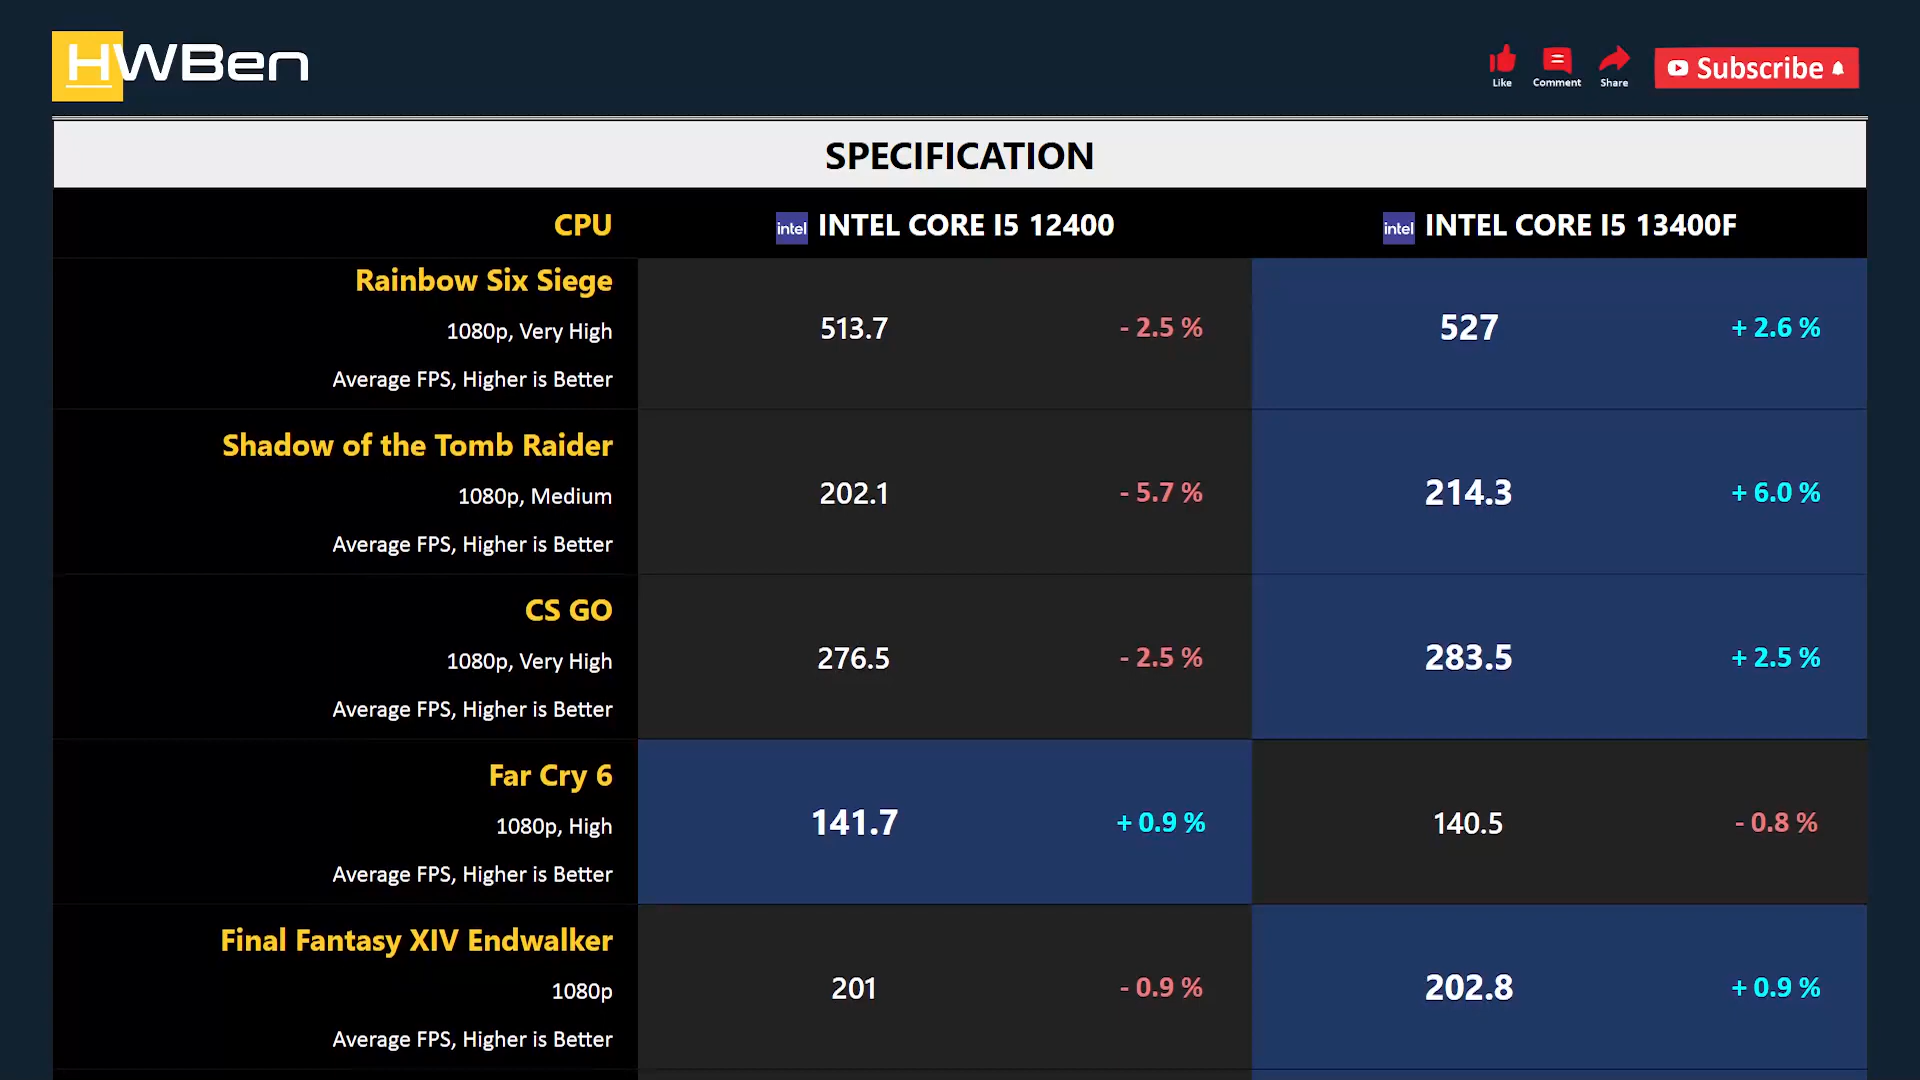 HWBen
Like
Comment
Share
Subscribe
SPECIFICATION
CPU
intel INTEL CORE I5 12400
intel INTEL CORE I5 13400F
Rainbow Six Siege
1080p, Very High
Average FPS, Higher is Better
513.7
- 2.5 %
527
+ 2.6 %
Shadow of the Tomb Raider
1080p, Medium
Average FPS, Higher is Better
202.1
- 5.7 %
214.3
+ 6.0 %
CS GO
1080p, Very High
Average FPS, Higher is Better
276.5
- 2.5 %
283.5
+ 2.5 %
Far Cry 6
1080p, High
Average FPS, Higher is Better
141.7
+ 0.9 %
140.5
- 0.8 %
Final Fantasy XIV Endwalker
1080p
Average FPS, Higher is Better
201
- 0.9 %
202.8
+ 0.9 %